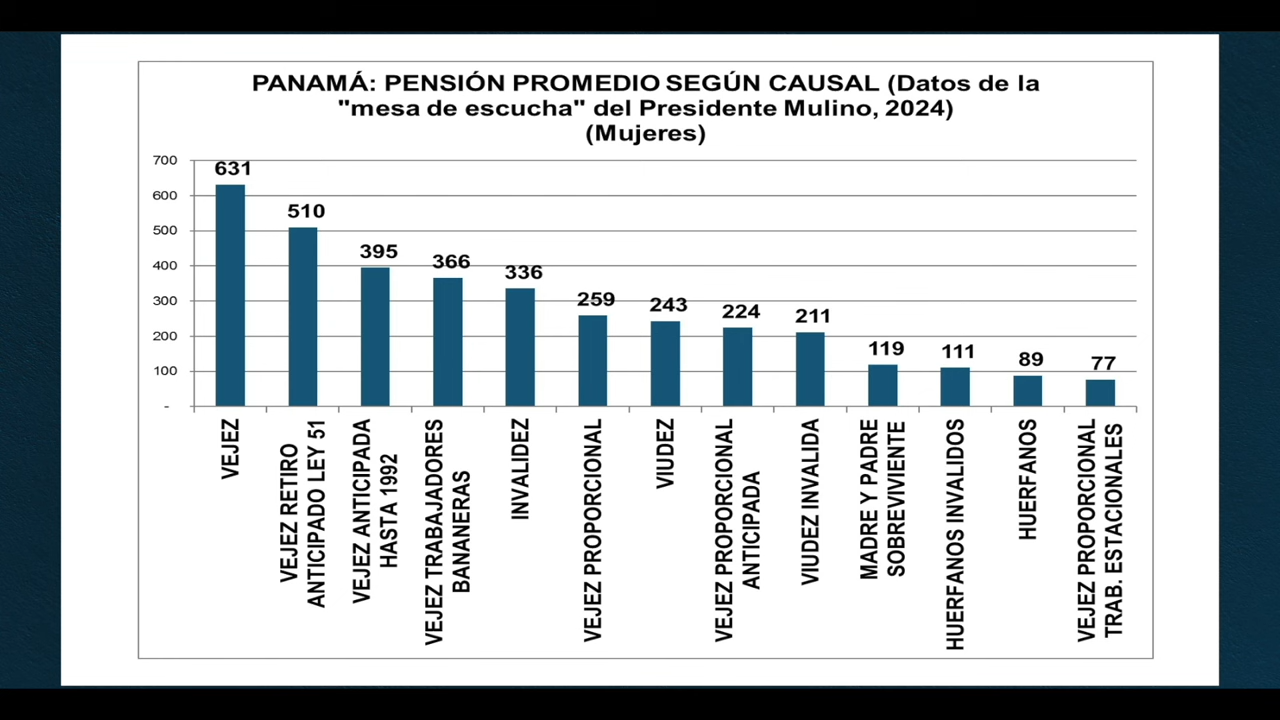 PANAMÁ: PENSIÓN PROMEDIO SEGÚN CAUSAL (Datos de la
"mesa de escucha" del Presidente Mulino, 2024)
(Mujeres)
700
600
500
400
300
200
100
-
631
510
395
366
336
259
243
224
211
119
111
89
77
VEJEZ
VEJEZ RETIRO
ANTICIPADO LEY 51
VEJEZ ANTICIPADA
HASTA 1992
VEJEZ TRABAJADORES
BANANERAS
INVALIDEZ
VEJEZ PROPORCIONAL
VIUDEZ
VEJEZ PROPORCIONAL
ANTICIPADA
VIUDEZ INVALIDA
MADRE Y PADRE
SOBREVIVIENTE
HUERFANOS INVALIDOS
HUERFANOS
VEJEZ PROPORCIONAL
TRAB. ESTACIONALES